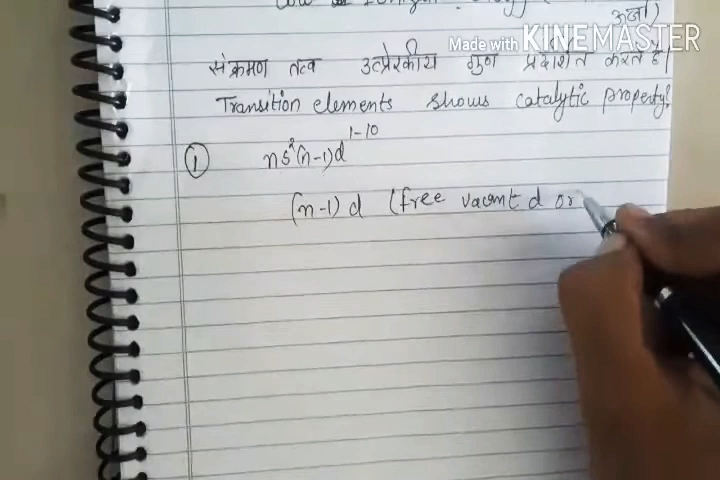 Made with KINEMASTER
ऊर्जा)
संक्रमण तत्व उत्प्रेरकीय गुण प्रदर्शित करते है।
Transition elements shows catalytic property?
① ns²(n-1)d¹⁻¹⁰
(n-1) d (free vacant d or